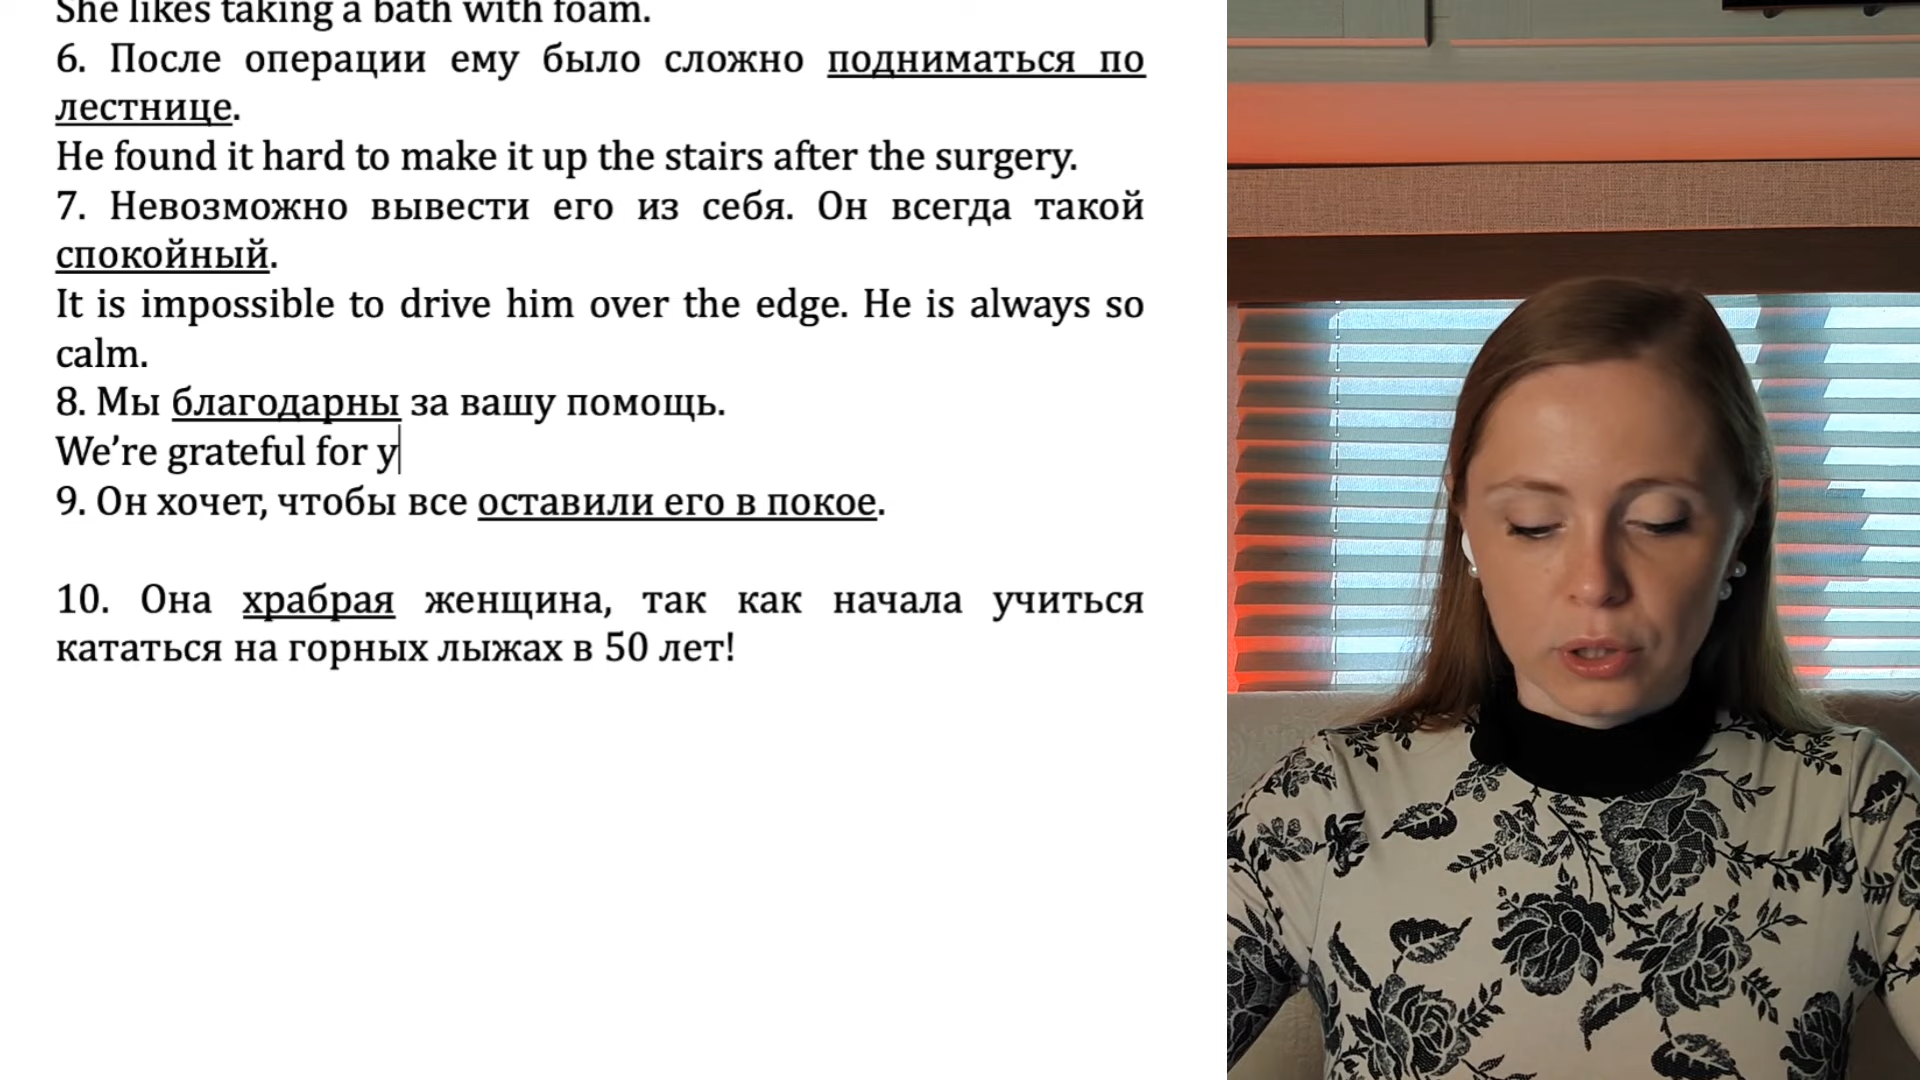 She likes taking a bath with foam.
6. После операции ему было сложно подниматься по
лестнице.
He found it hard to make it up the stairs after the surgery.
7. Невозможно вывести его из себя. Он всегда такой
спокойный.
It is impossible to drive him over the edge. He is always so
calm.
8. Мы благодарны за вашу помощь.
We’re grateful for y
9. Он хочет, чтобы все оставили его в покое.
10. Она храбрая женщина, так как начала учиться
кататься на горных лыжах в 50 лет!